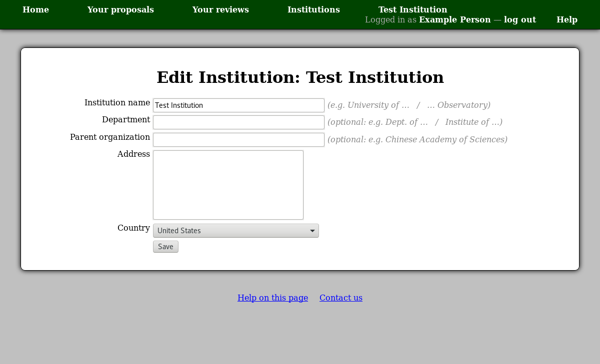 Home Your proposals Your reviews Institutions Test Institution
Logged in as Example Person — log out Help
Edit Institution: Test Institution
Institution name Test Institution (e.g. University of … / … Observatory)
Department (optional: e.g. Dept. of … / Institute of …)
Parent organization (optional: e.g. Chinese Academy of Sciences)
Address
Country United States
Save
Help on this page Contact us